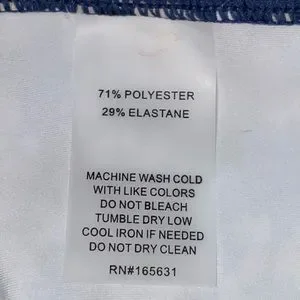 71% POLYESTER
29% ELASTANE
MACHINE WASH COLD
WITH LIKE COLORS
DO NOT BLEACH
TUMBLE DRY LOW
COOL IRON IF NEEDED
DO NOT DRY CLEAN
RN#165631